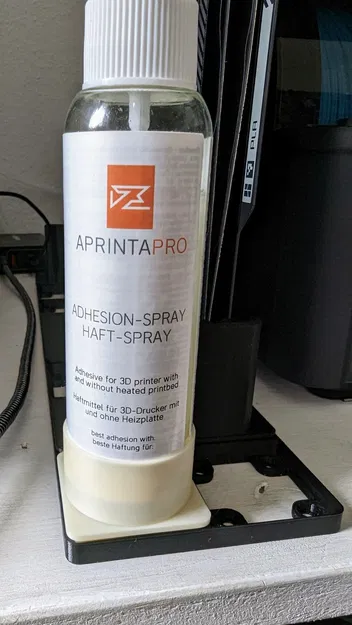 APRINTAPRO
ADHESION-SPRAY
HAFT-SPRAY
Adhesive for 3D printer with
and without heated printbed
Haftmittel für 3D-Drucker mit
und ohne Heizplatte
best adhesion with:
beste Haftung für:
PLA